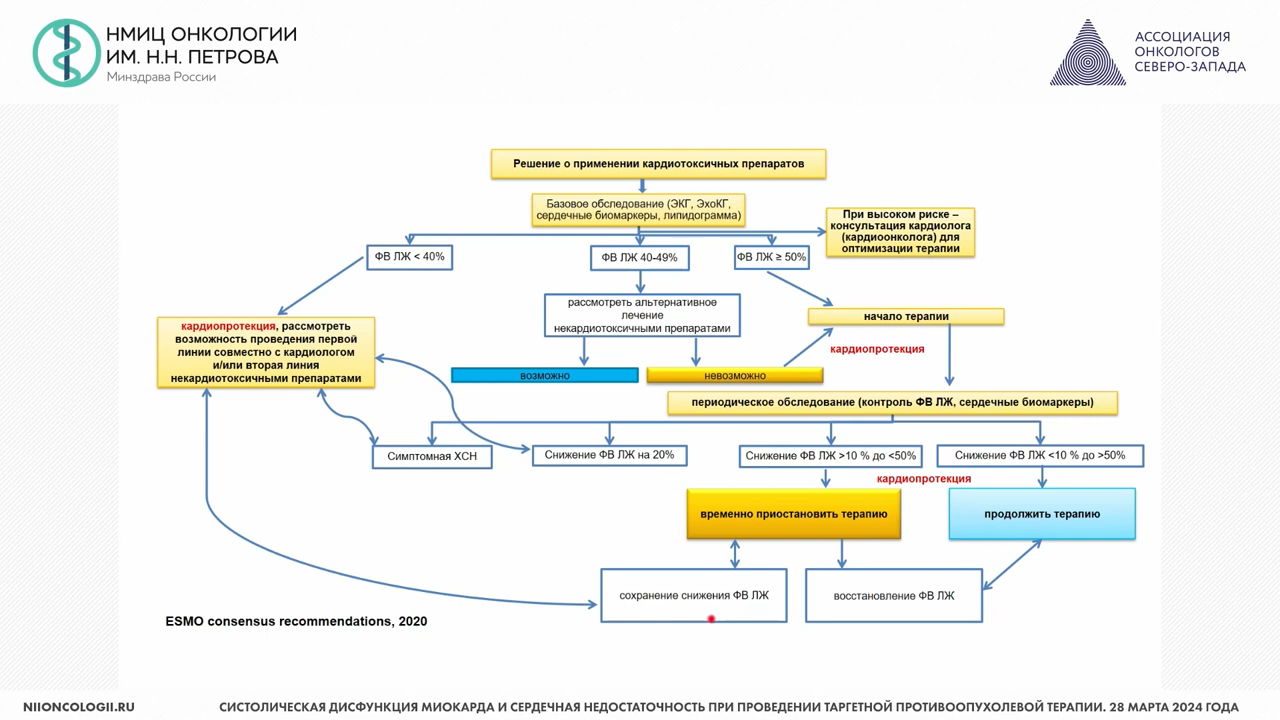 НМИЦ ОНКОЛОГИИ
ИМ. Н.Н. ПЕТРОВА
Минздрава России
АССОЦИАЦИЯ
ОНКОЛОГОВ
СЕВЕРО-ЗАПАДА
Решение о применении кардиотоксичных препаратов
Базовое обследование (ЭКГ, ЭхоКГ,
сердечные биомаркеры, липидограмма)
При высоком риске –
консультация кардиолога
(кардиоонколога) для
оптимизации терапии
ФВ ЛЖ < 40%
ФВ ЛЖ 40-49%
ФВ ЛЖ ≥ 50%
рассмотреть альтернативное
лечение
некардиотоксичными препаратами
начало терапии
кардиопротекция, рассмотреть
возможность проведения первой
линии совместно с кардиологом
и/или вторая линия
некардиотоксичными препаратами
кардиопротекция
возможно
невозможно
периодическое обследование (контроль ФВ ЛЖ, сердечные биомаркеры)
Симптомная ХСН
Снижение ФВ ЛЖ на 20%
Снижение ФВ ЛЖ >10 % до <50%
Снижение ФВ ЛЖ <10 % до >50%
кардиопротекция
временно приостановить терапию
продолжить терапию
сохранение снижения ФВ ЛЖ
восстановление ФВ ЛЖ
ESMO consensus recommendations, 2020
NIIONCOLOGII.RU
СИСТОЛИЧЕСКАЯ ДИСФУНКЦИЯ МИОКАРДА И СЕРДЕЧНАЯ НЕДОСТАТОЧНОСТЬ ПРИ ПРОВЕДЕНИИ ТАРГЕТНОЙ ПРОТИВООПУХОЛЕВОЙ ТЕРАПИИ. 28 МАРТА 2024 ГОДА